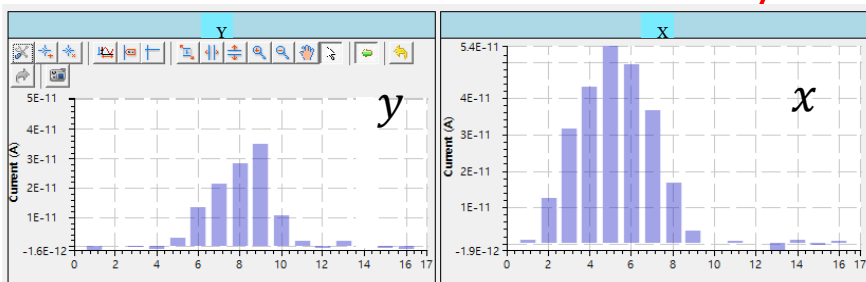 Y
y
Current (A)
5E-11
4E-11
3E-11
2E-11
1E-11
-1.6E-12
0 2 4 6 8 10 12 14 16 17
X
x
Current (A)
5.4E-11
4E-11
3E-11
2E-11
1E-11
-1.9E-12
0 2 4 6 8 10 12 14 16 17